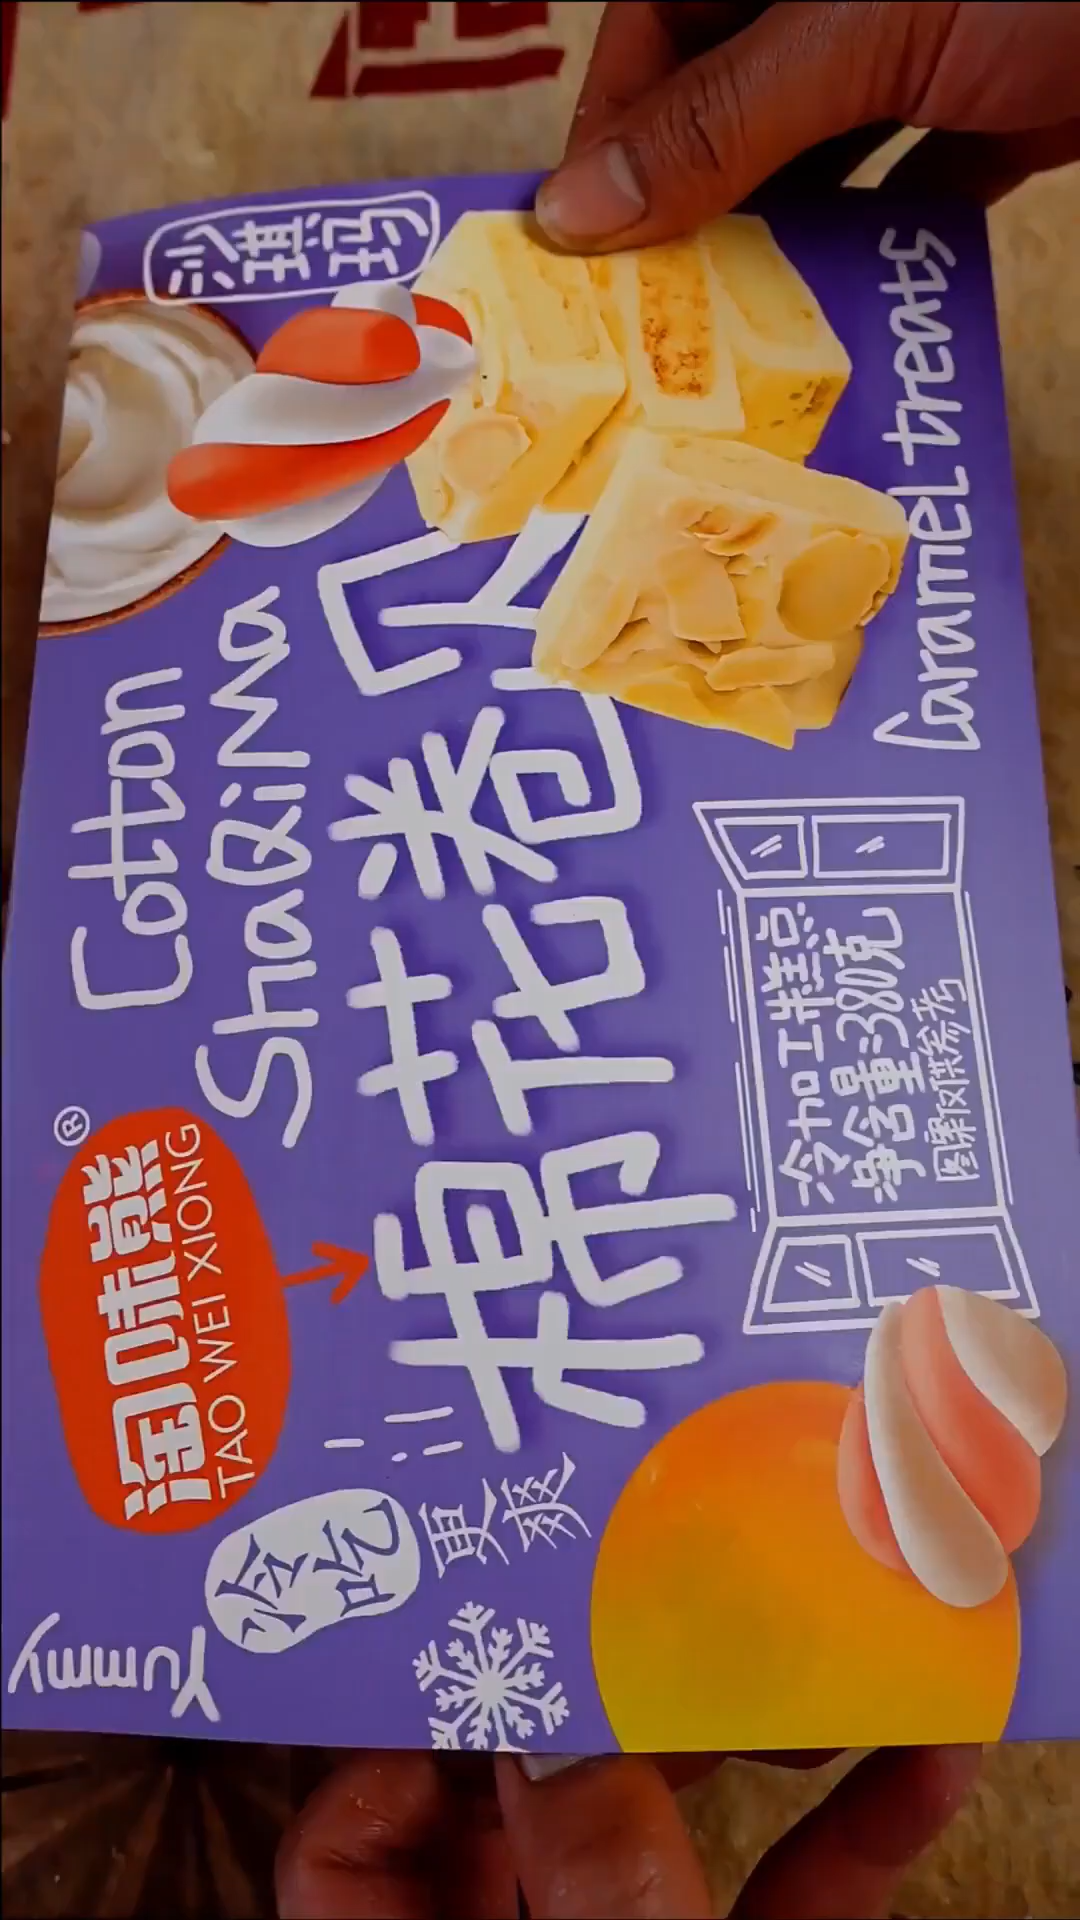 Yummy
淘味熊®
TAO WEI XIONG
Cotton
ShaQiMa
沙琪玛
冷吃
更爽
棉花卷
冷加工糕点
净含量:380克
图案仅供参考
Caramel treats